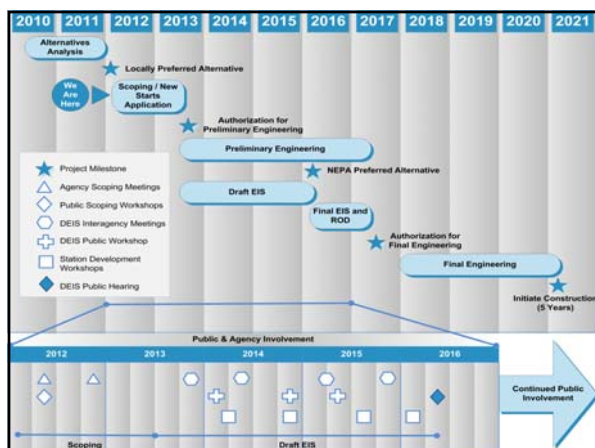 2010 2011 2012 2013 2014 2015 2016 2017 2018 2019 2020 2021
Alternatives
Analysis
Locally Preferred Alternative
We
Are
Here
Scoping / New
Starts
Application
Authorization for
Preliminary Engineering
Preliminary Engineering
NEPA Preferred Alternative
Draft EIS
Final EIS and
ROD
Authorization for
Final Engineering
Final Engineering
Initiate Construction
(5 Years)
Project Milestone
Agency Scoping Meetings
Public Scoping Workshops
DEIS Interagency Meetings
DEIS Public Workshop
Station Development
Workshops
DEIS Public Hearing
Public & Agency Involvement
2012 2013 2014 2015 2016
Scoping
Draft EIS
Continued Public
Involvement